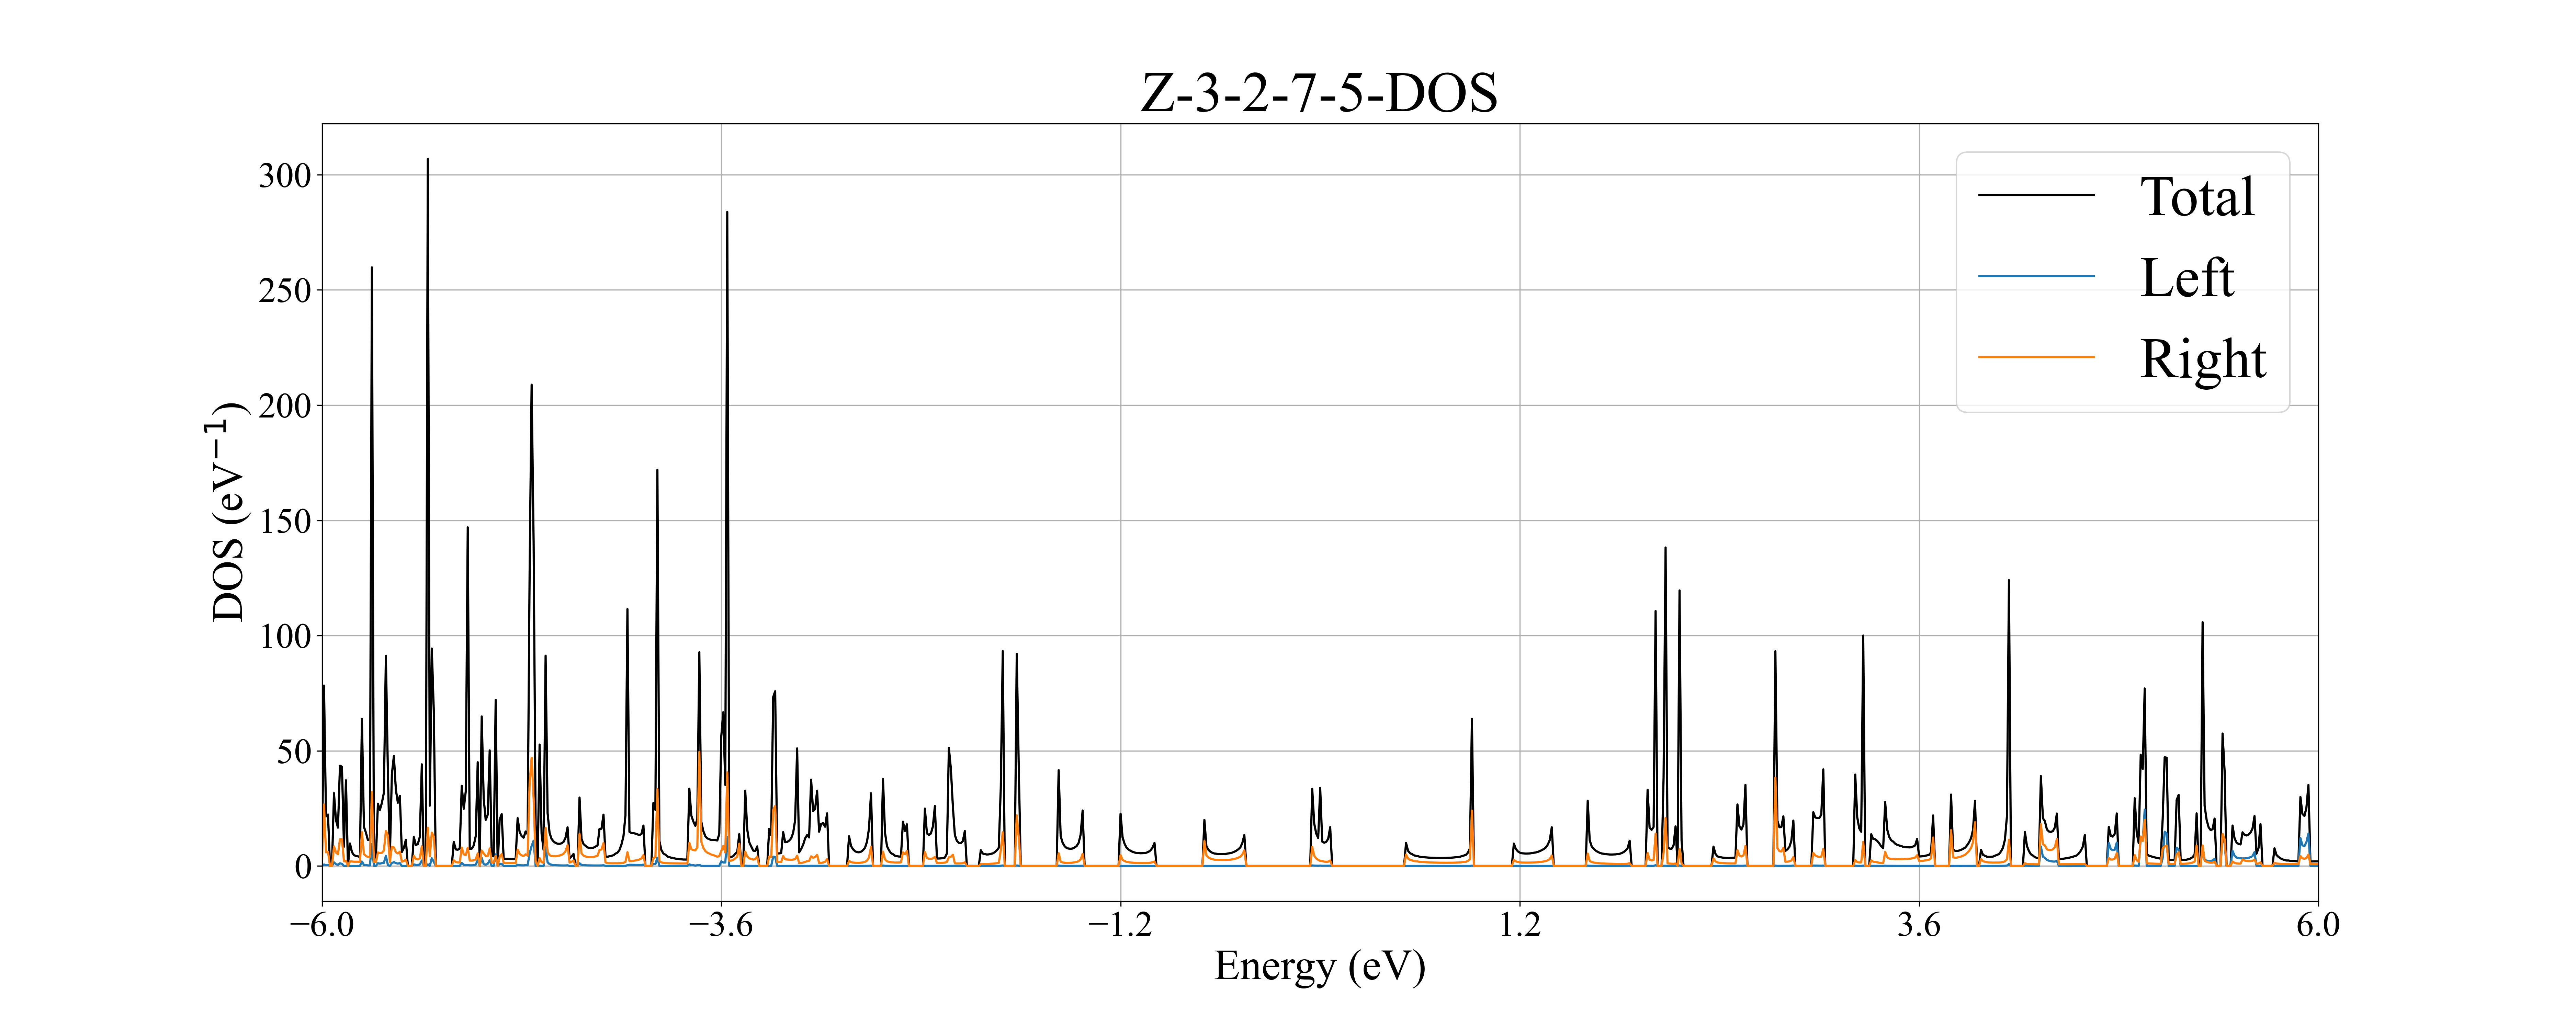 Z-3-2-7-5-DOS
DOS (eV⁻¹)
300
250
200
150
100
50
0
Total
Left
Right
−6.0 −3.6 −1.2 1.2 3.6 6.0
Energy (eV)